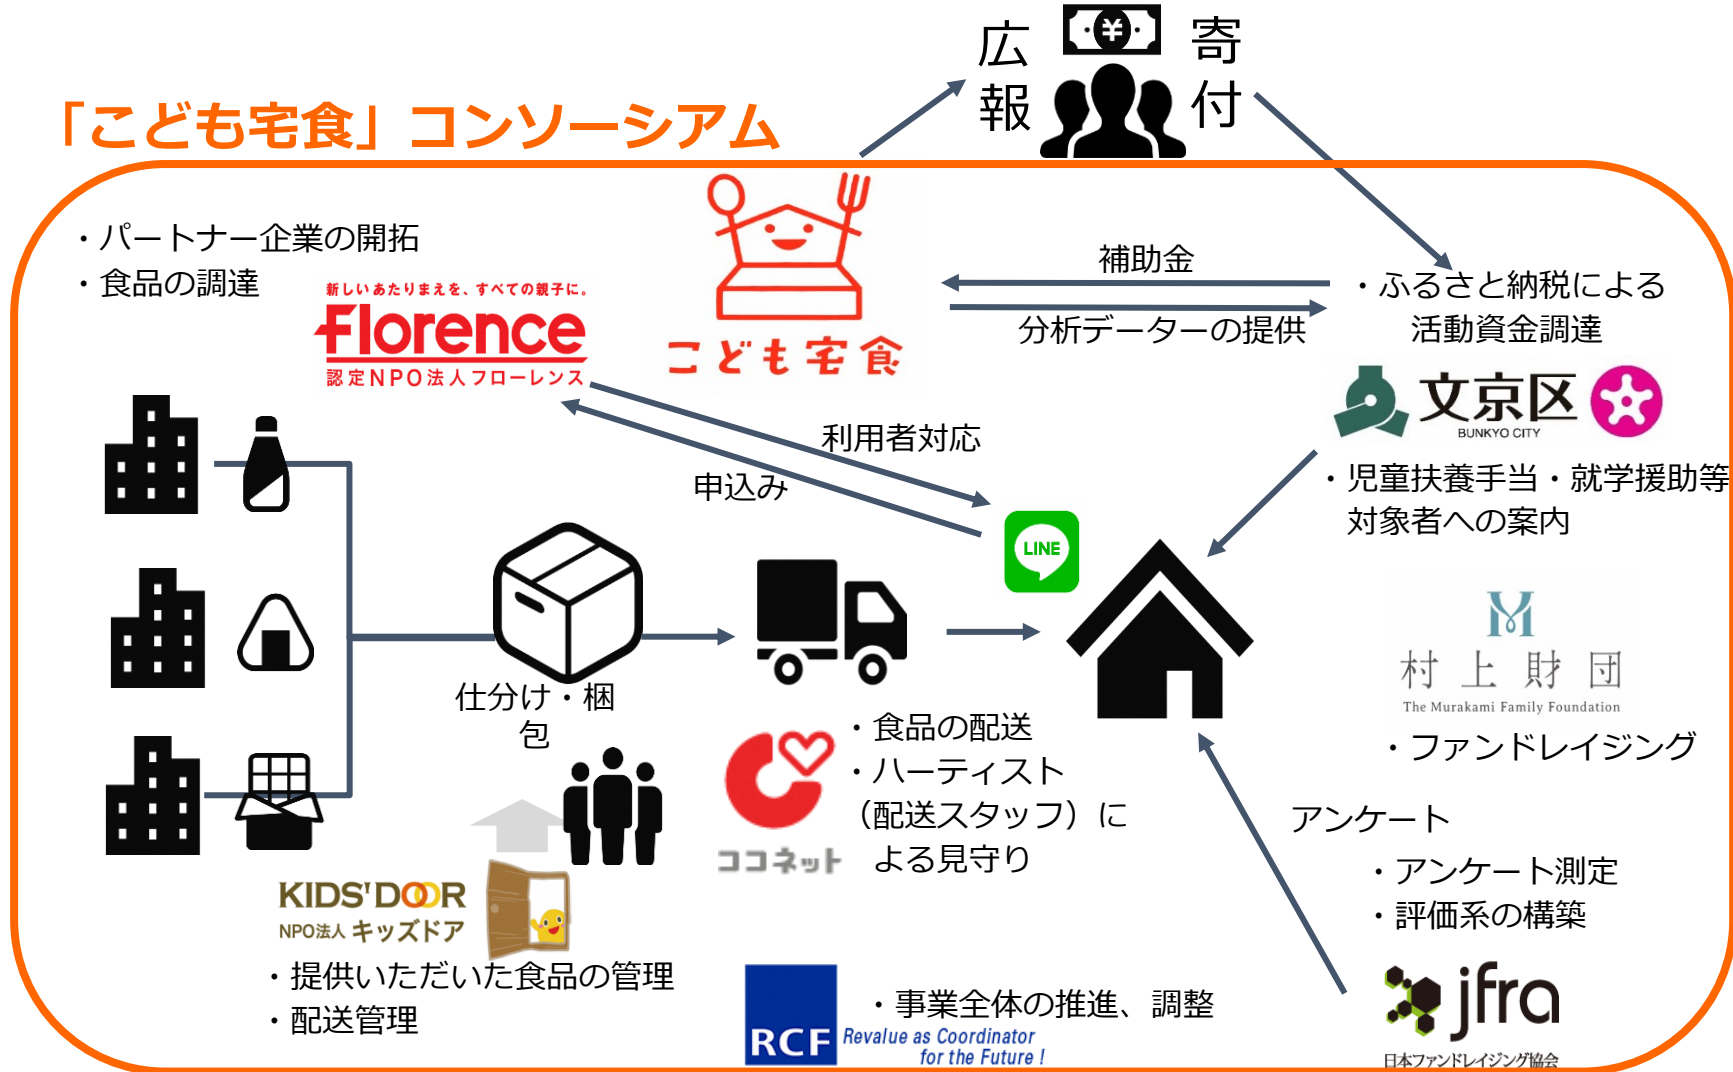 広報
寄付
「こども宅食」コンソーシアム
・パートナー企業の開拓
・食品の調達
新しいあたりまえを、すべての親子に。
Florence
認定NPO法人フローレンス
こども宅食
補助金
分析データーの提供
・ふるさと納税による
活動資金調達
文京区
BUNKYO CITY
・児童扶養手当・就学援助等
対象者への案内
利用者対応
申込み
LINE
仕分け・梱
包
村上財団
The Murakami Family Foundation
・ファンドレイジング
・食品の配送
・ハーティスト
（配送スタッフ）に
よる見守り
ココネット
アンケート
・アンケート測定
・評価系の構築
KIDS'DOOR
NPO法人 キッズドア
・提供いただいた食品の管理
・配送管理
RCF
・事業全体の推進、調整
Revalue as Coordinator
for the Future !
jfra
日本ファンドレイジング協会